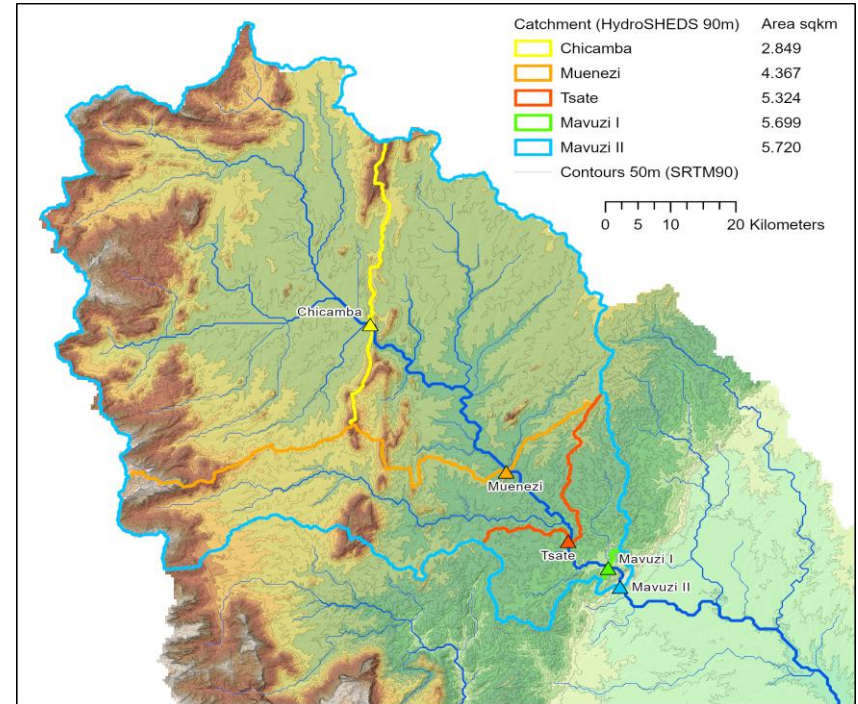 Catchment (HydroSHEDS 90m) Area sqkm
Chicamba 2.849
Muenezi 4.367
Tsate 5.324
Mavuzi I 5.699
Mavuzi II 5.720
Contours 50m (SRTM90)
0 5 10 20 Kilometers
Chicamba
Muenezi
Tsate
Mavuzi I
Mavuzi II